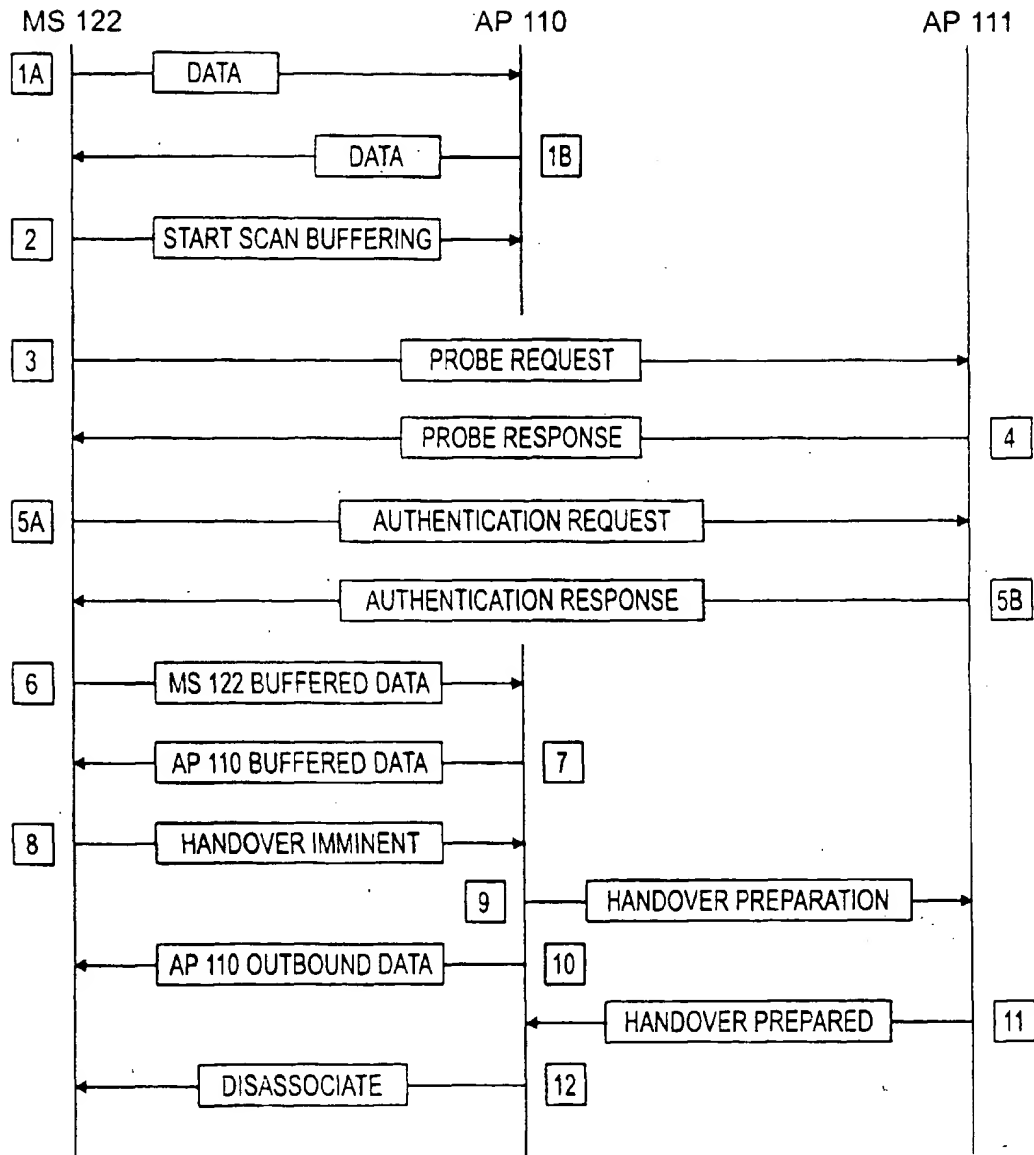 MS 122 AP 110 AP 111
1A DATA
DATA 1B
2 START SCAN BUFFERING
3 PROBE REQUEST
PROBE RESPONSE 4
5A AUTHENTICATION REQUEST
AUTHENTICATION RESPONSE 5B
6 MS 122 BUFFERED DATA
AP 110 BUFFERED DATA 7
8 HANDOVER IMMINENT
9 HANDOVER PREPARATION
AP 110 OUTBOUND DATA 10
HANDOVER PREPARED 11
DISASSOCIATE 12